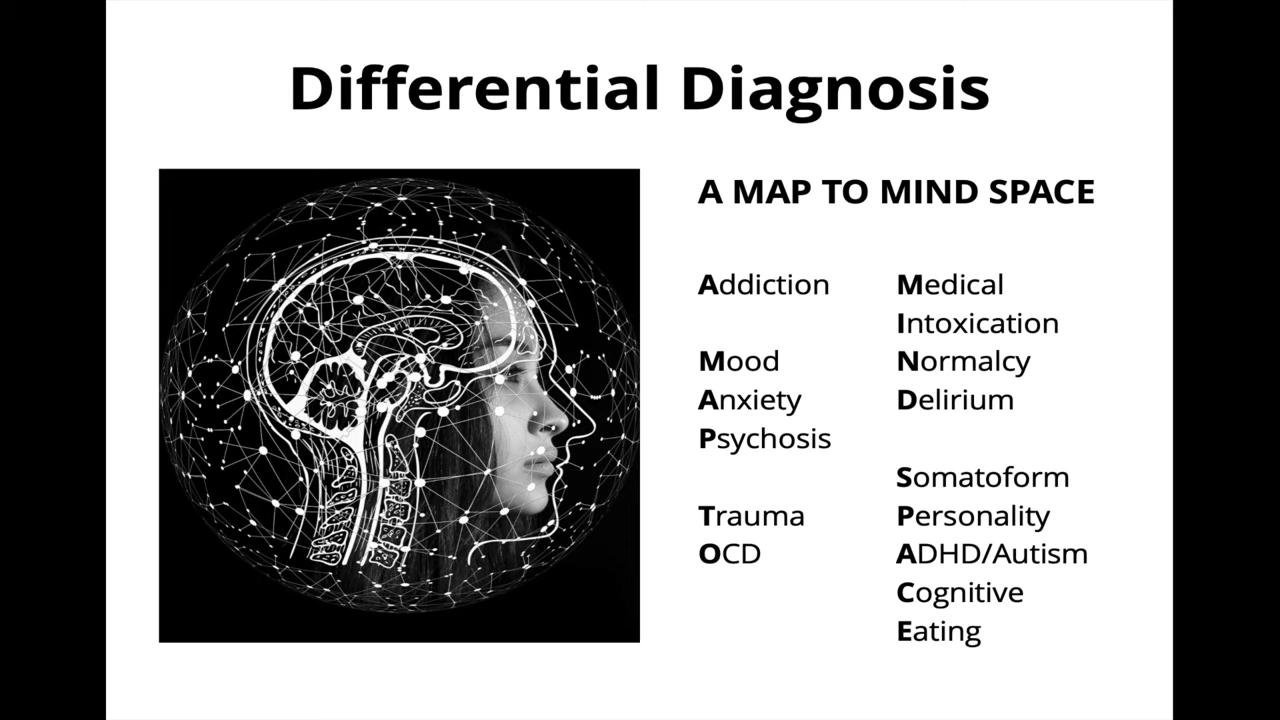 Differential Diagnosis
A MAP TO MIND SPACE
Addiction
Mood
Anxiety
Psychosis
Trauma
OCD
Medical
Intoxication
Normalcy
Delirium
Somatoform
Personality
ADHD/Autism
Cognitive
Eating